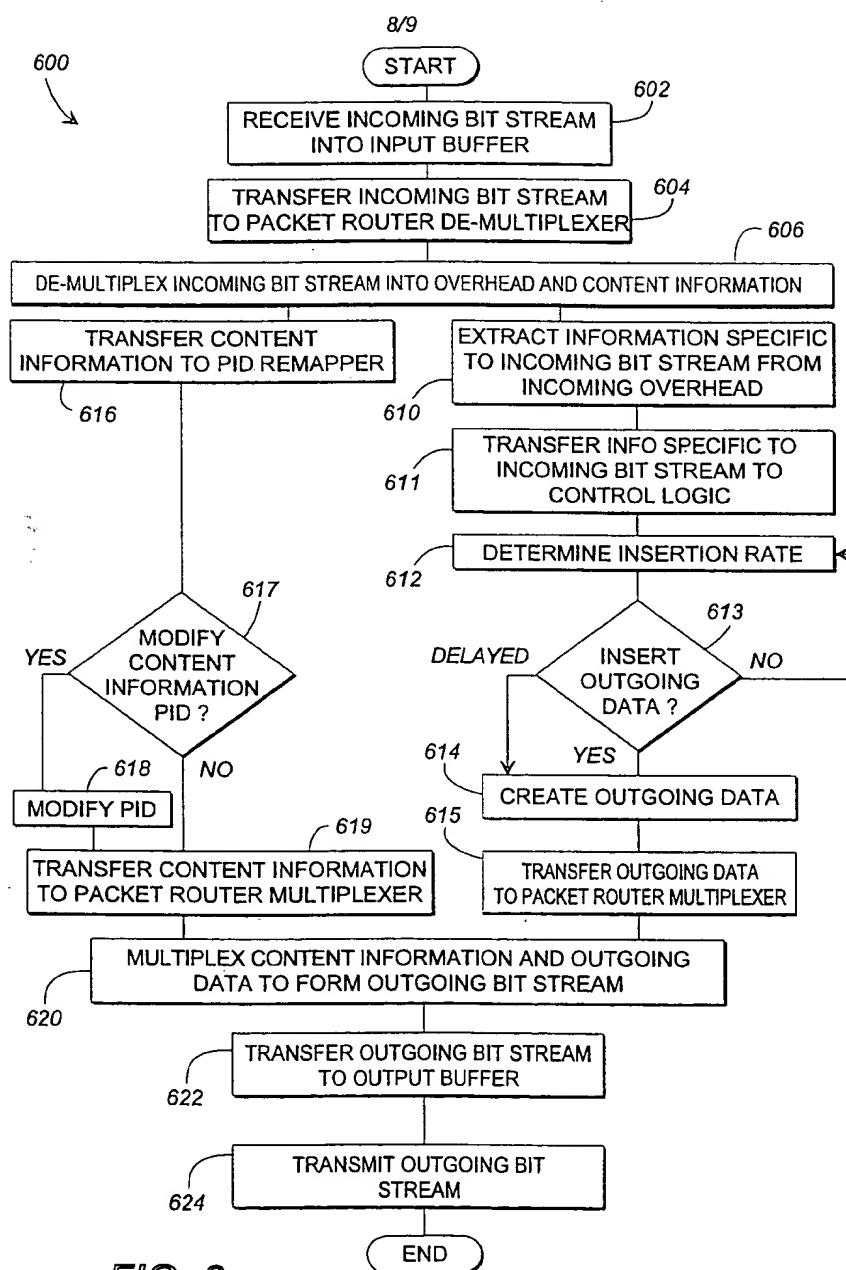 8/9
600
START
602
RECEIVE INCOMING BIT STREAM
INTO INPUT BUFFER
TRANSFER INCOMING BIT STREAM
TO PACKET ROUTER DE-MULTIPLEXER
604
606
DE-MULTIPLEX INCOMING BIT STREAM INTO OVERHEAD AND CONTENT INFORMATION
TRANSFER CONTENT
INFORMATION TO PID REMAPPER
616
EXTRACT INFORMATION SPECIFIC
TO INCOMING BIT STREAM FROM
INCOMING OVERHEAD
610
TRANSFER INFO SPECIFIC TO
INCOMING BIT STREAM TO
CONTROL LOGIC
611
DETERMINE INSERTION RATE
612
617
MODIFY
CONTENT
INFORMATION
PID ?
YES
NO
613
INSERT
OUTGOING
DATA ?
DELAYED
NO
YES
618
MODIFY PID
614
CREATE OUTGOING DATA
619
TRANSFER CONTENT INFORMATION
TO PACKET ROUTER MULTIPLEXER
615
TRANSFER OUTGOING DATA
TO PACKET ROUTER MULTIPLEXER
MULTIPLEX CONTENT INFORMATION AND OUTGOING
DATA TO FORM OUTGOING BIT STREAM
620
TRANSFER OUTGOING BIT STREAM
TO OUTPUT BUFFER
622
TRANSMIT OUTGOING BIT
STREAM
624
END
FIG.